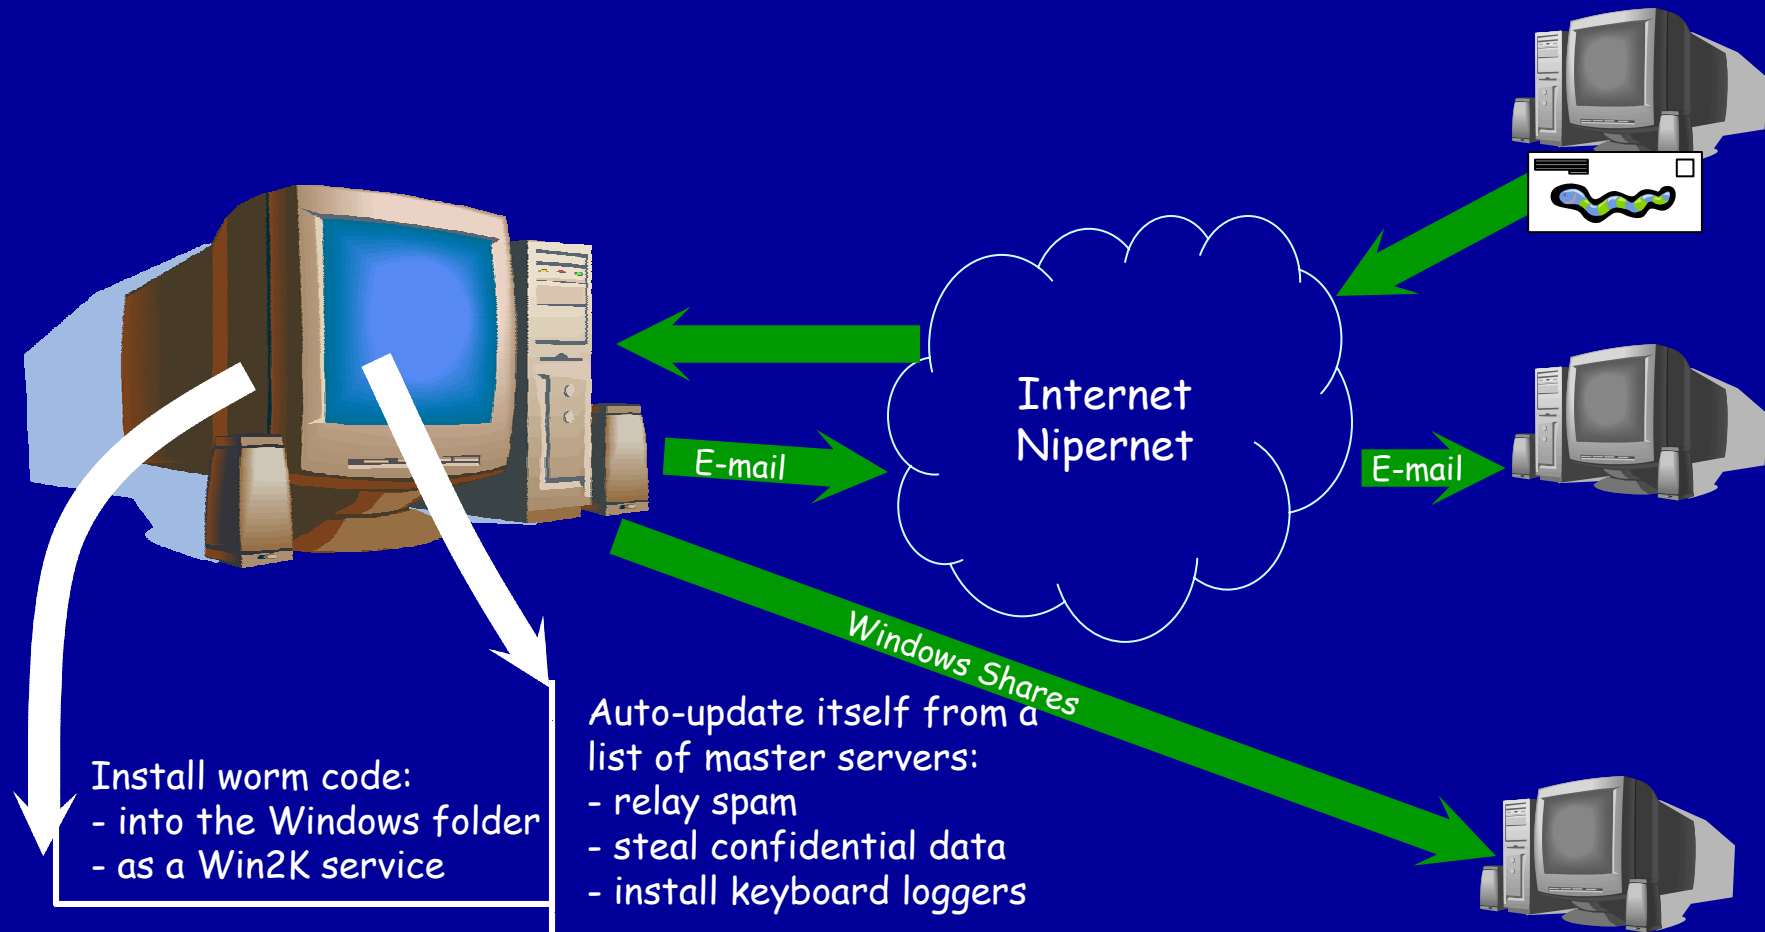 Internet
Nipernet
E-mail
E-mail
Windows Shares
Install worm code:
- into the Windows folder
- as a Win2K service
Auto-update itself from a
list of master servers:
- relay spam
- steal confidential data
- install keyboard loggers